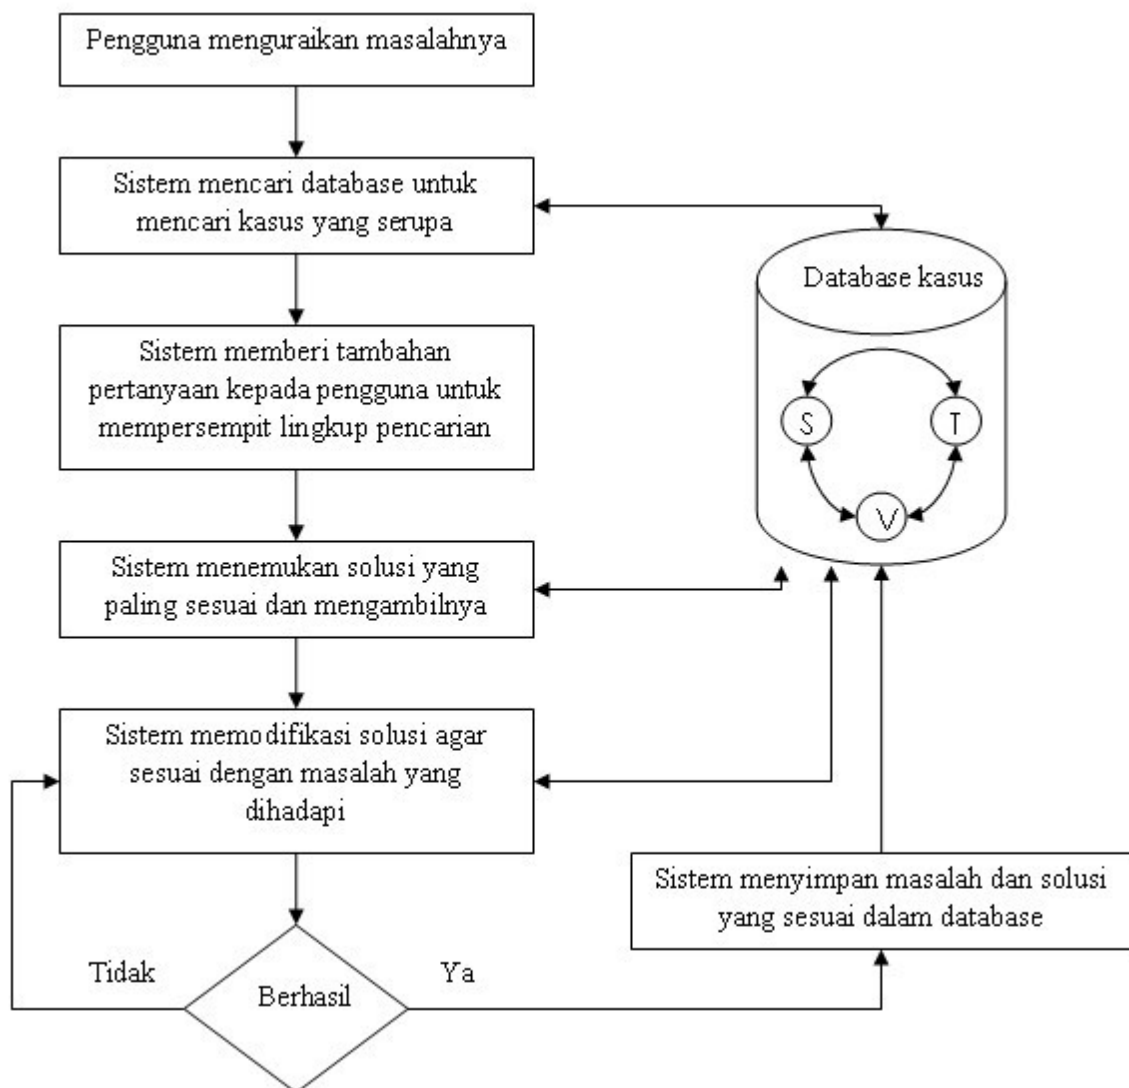 Pengguna menguraikan masalahnya
Sistem mencari database untuk
mencari kasus yang serupa
Database kasus
Sistem memberi tambahan
pertanyaan kepada pengguna untuk
mempersempit lingkup pencarian
S
T
V
Sistem menemukan solusi yang
paling sesuai dan mengambilnya
Sistem memodifikasi solusi agar
sesuai dengan masalah yang
dihadapi
Sistem menyimpan masalah dan solusi
yang sesuai dalam database
Tidak
Berhasil
Ya